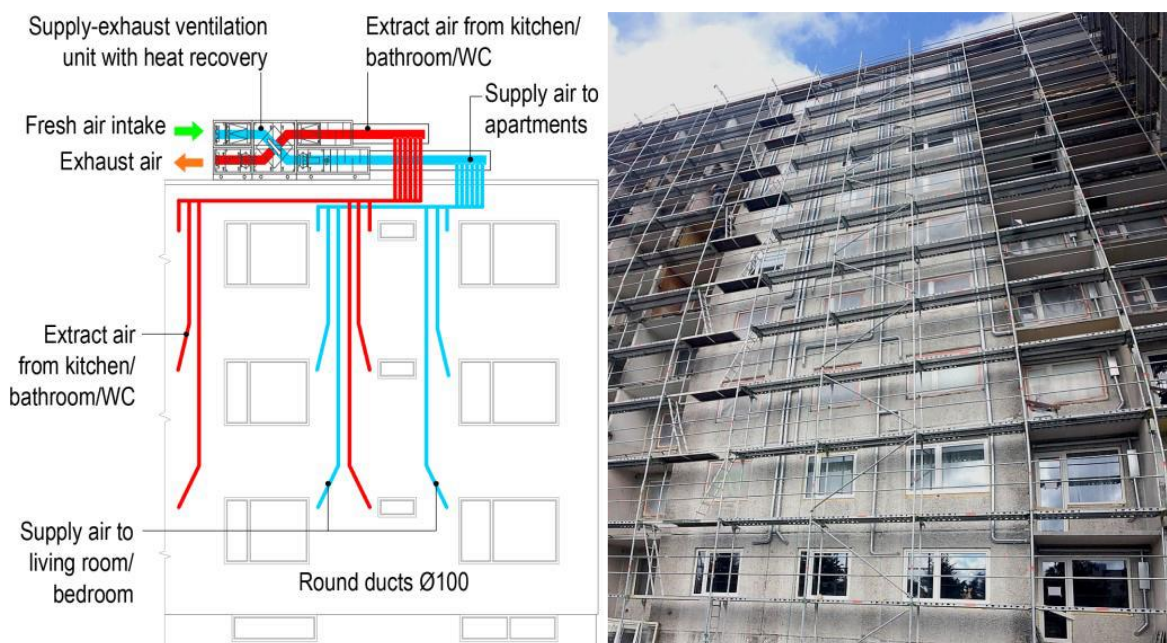 Supply-exhaust ventilation
unit with heat recovery
Extract air from kitchen/
bathroom/WC
Supply air to
apartments
Fresh air intake
Exhaust air
Extract air
from kitchen/
bathroom/WC
Supply air to
living room/
bedroom
Round ducts Ø100